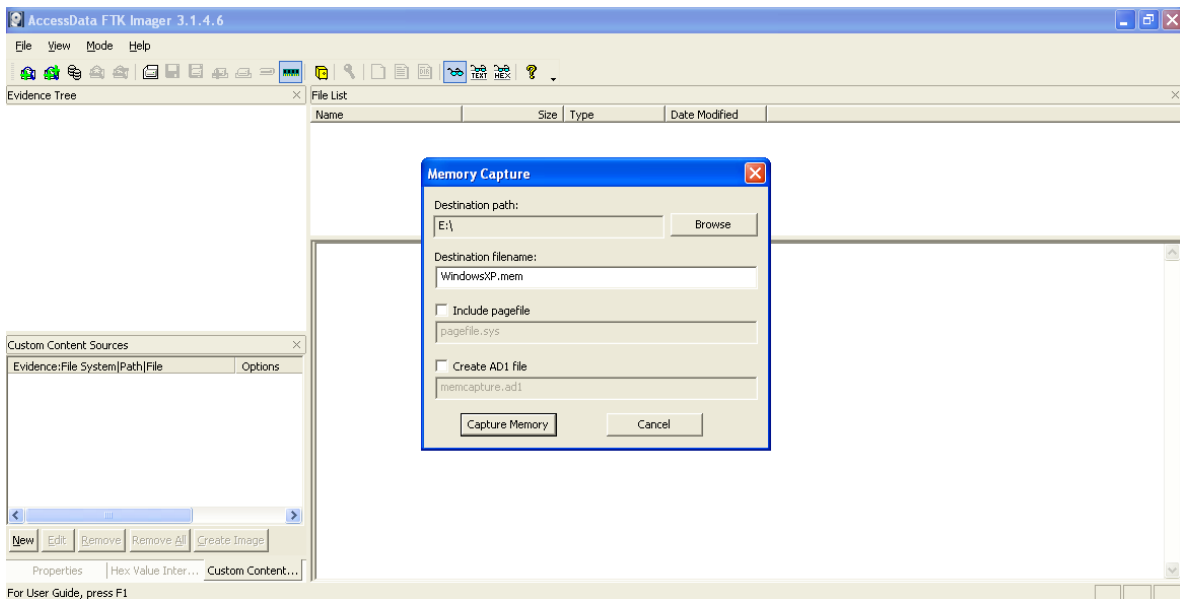 AccessData FTK Imager 3.1.4.6
File View Mode Help
TEXT HEX
Evidence Tree
File List
Name Size Type Date Modified
Memory Capture
Destination path:
E:\
Browse
Destination filename:
WindowsXP.mem
Include pagefile
pagefile.sys
Create AD1 file
memcapture.ad1
Capture Memory Cancel
Custom Content Sources
Evidence:File System|Path|File Options
New Edit Remove Remove All Create Image
Properties Hex Value Inter... Custom Content...
For User Guide, press F1